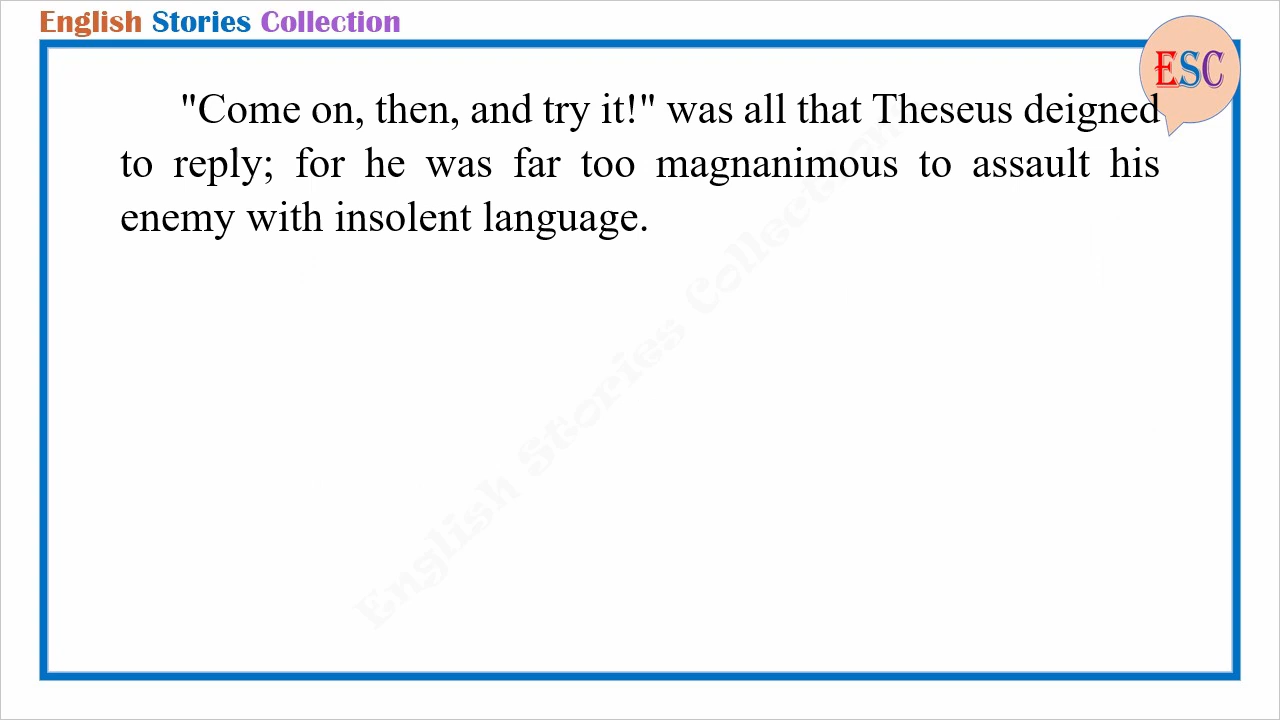 English Stories Collection
ESC
"Come on, then, and try it!" was all that Theseus deigned
to reply; for he was far too magnanimous to assault his
enemy with insolent language.
English Stories Collection